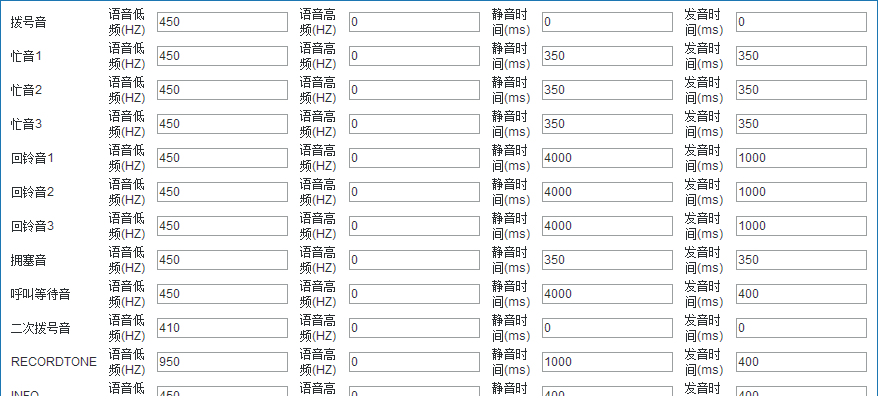 拨号音 语音低频(HZ) 450 语音高频(HZ) 0 静音时间(ms) 0 发音时间(ms) 0
忙音1 语音低频(HZ) 450 语音高频(HZ) 0 静音时间(ms) 350 发音时间(ms) 350
忙音2 语音低频(HZ) 450 语音高频(HZ) 0 静音时间(ms) 350 发音时间(ms) 350
忙音3 语音低频(HZ) 450 语音高频(HZ) 0 静音时间(ms) 350 发音时间(ms) 350
回铃音1 语音低频(HZ) 450 语音高频(HZ) 0 静音时间(ms) 4000 发音时间(ms) 1000
回铃音2 语音低频(HZ) 450 语音高频(HZ) 0 静音时间(ms) 4000 发音时间(ms) 1000
回铃音3 语音低频(HZ) 450 语音高频(HZ) 0 静音时间(ms) 4000 发音时间(ms) 1000
拥塞音 语音低频(HZ) 450 语音高频(HZ) 0 静音时间(ms) 350 发音时间(ms) 350
呼叫等待音 语音低频(HZ) 450 语音高频(HZ) 0 静音时间(ms) 4000 发音时间(ms) 400
二次拨号音 语音低频(HZ) 410 语音高频(HZ) 0 静音时间(ms) 0 发音时间(ms) 0
RECORDTONE 语音低频(HZ) 950 语音高频(HZ) 0 静音时间(ms) 1000 发音时间(ms) 400
INFO 语音低 450 语音高 0 静音时 400 发音时 400